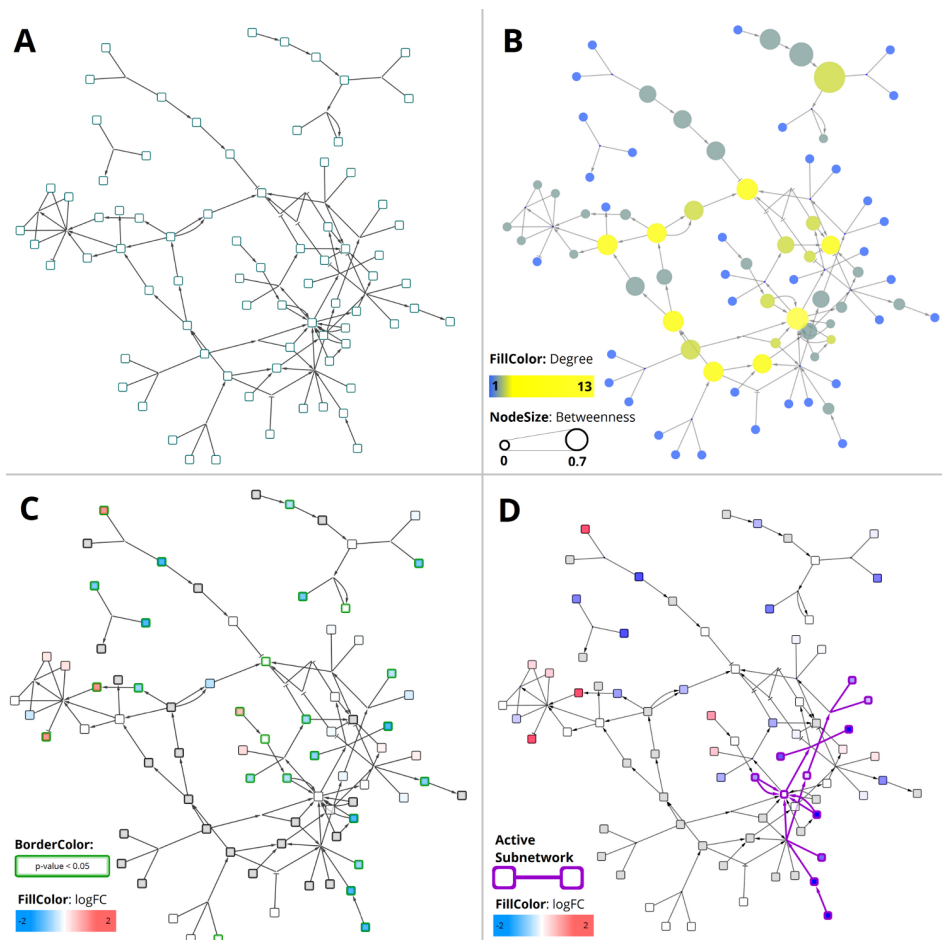 A
B
FillColor: Degree
1 13
NodeSize: Betweenness
0 0.7
C
D
BorderColor:
p-value < 0.05
FillColor: logFC
-2 2
Active
Subnetwork
FillColor: logFC
-2 2